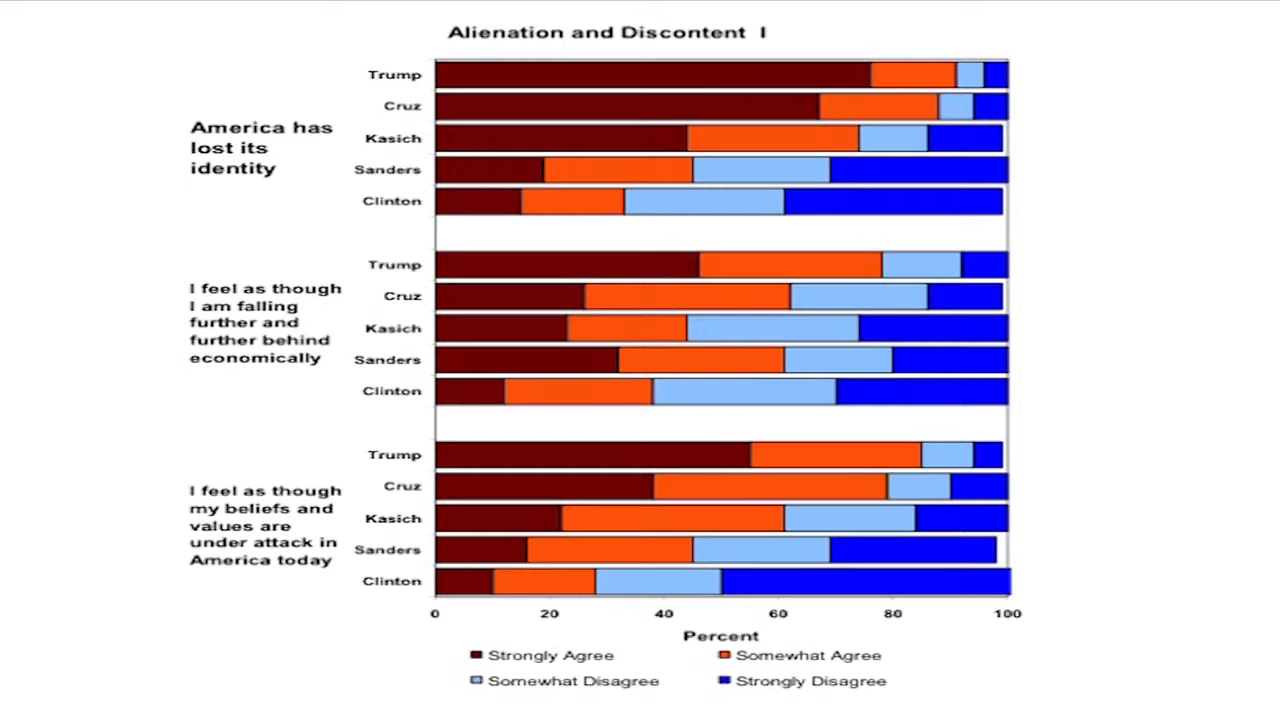 Alienation and Discontent I
America has
lost its
identity
Trump
Cruz
Kasich
Sanders
Clinton
I feel as though
I am falling
further and
further behind
economically
Trump
Cruz
Kasich
Sanders
Clinton
I feel as though
my beliefs and
values are
under attack in
America today
Trump
Cruz
Kasich
Sanders
Clinton
0 20 40 60 80 100
Percent
Strongly Agree Somewhat Agree
Somewhat Disagree Strongly Disagree